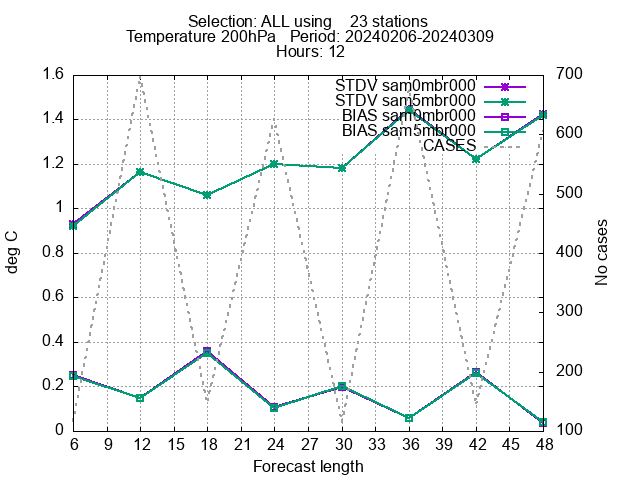 Selection: ALL using 23 stations
Temperature 200hPa Period: 20240206-20240309
Hours: 12
STDV sam0mbr000
STDV sam5mbr000
BIAS sam0mbr000
BIAS sam5mbr000
CASES
deg C
1.6
1.4
1.2
1
0.8
0.6
0.4
0.2
0
No cases
700
600
500
400
300
200
100
6 12 15 18 21 24 27 30 33 36 39 42 45 48
9
Forecast length